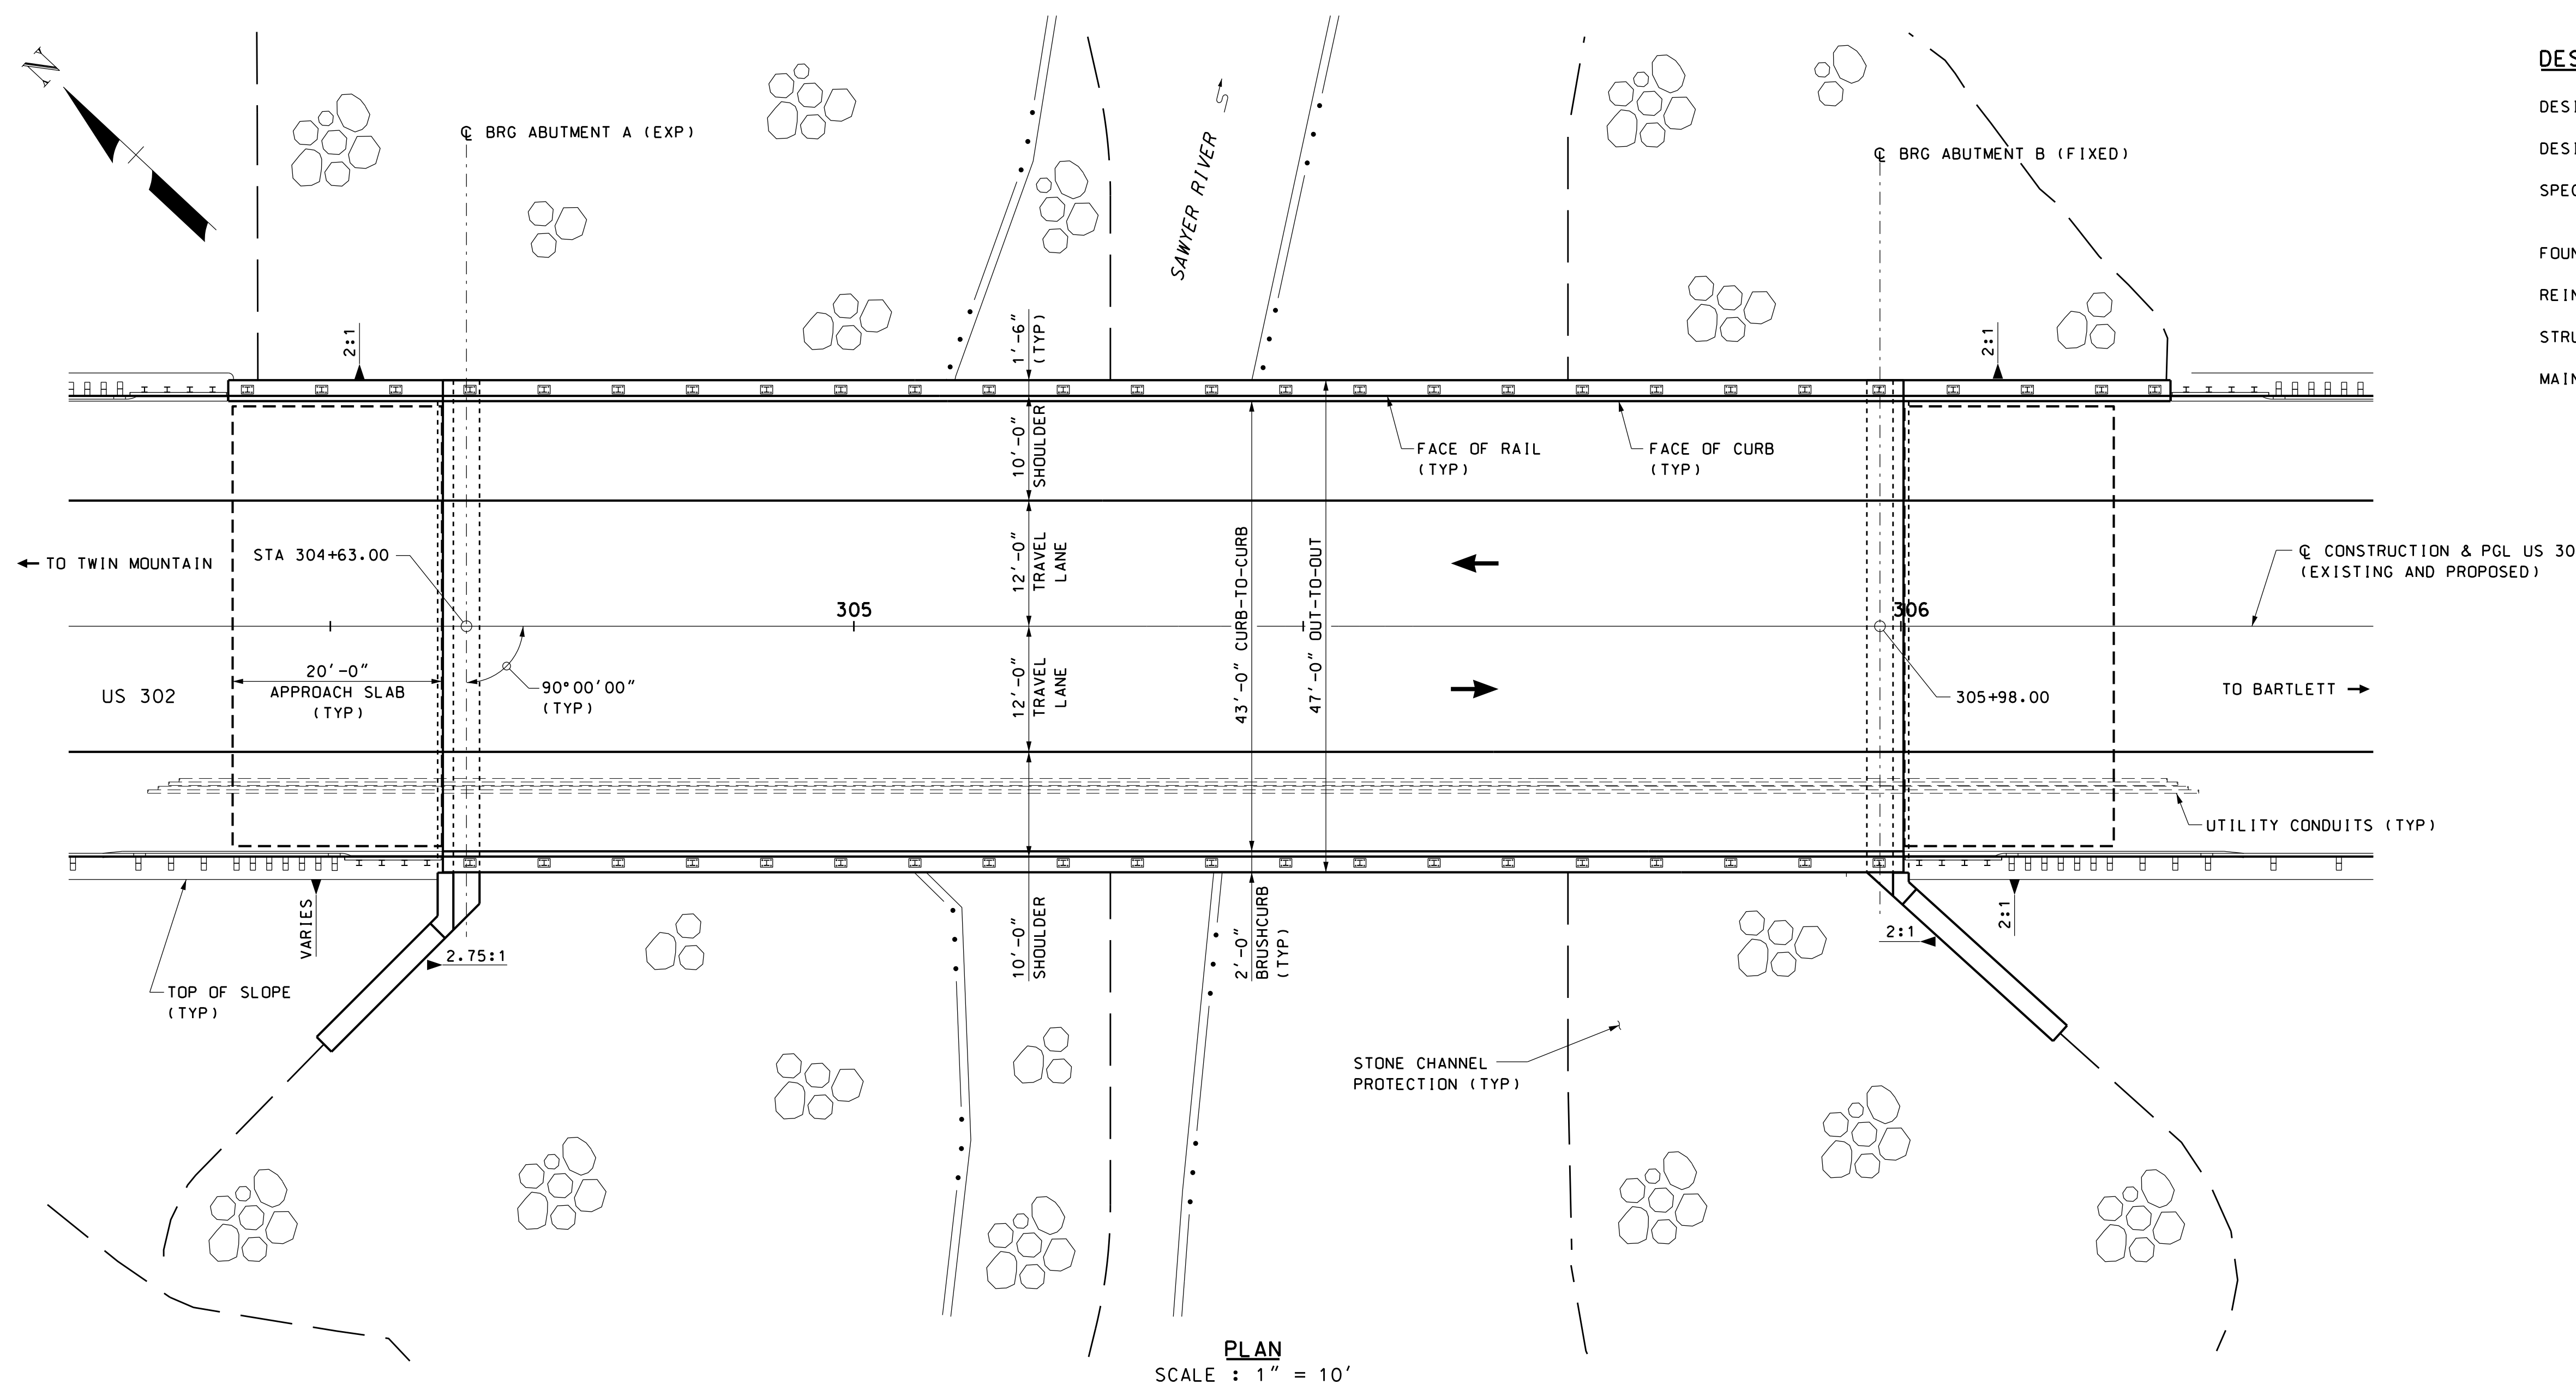 N
℄ BRG ABUTMENT A (EXP)
SAWYER RIVER
℄ BRG ABUTMENT B (FIXED)
2:1
1'-6"
(TYP)
2:1
10'-0"
SHOULDER
FACE OF RAIL
(TYP)
FACE OF CURB
(TYP)
← TO TWIN MOUNTAIN
STA 304+63.00
12'-0"
TRAVEL
LANE
43'-0" CURB-TO-CURB
47'-0" OUT-TO-OUT
℄ CONSTRUCTION & PGL US 30
(EXISTING AND PROPOSED)
305
306
US 302
20'-0"
APPROACH SLAB
(TYP)
90°00'00"
(TYP)
12'-0"
TRAVEL
LANE
305+98.00
TO BARTLETT →
UTILITY CONDUITS (TYP)
VARIES
2.75:1
10'-0"
SHOULDER
2'-0"
BRUSHCURB
(TYP)
2:1
2:1
TOP OF SLOPE
(TYP)
STONE CHANNEL
PROTECTION (TYP)
PLAN
SCALE : 1" = 10'
DES
DESI
DESI
SPEC
FOUN
REIN
STRU
MAIN